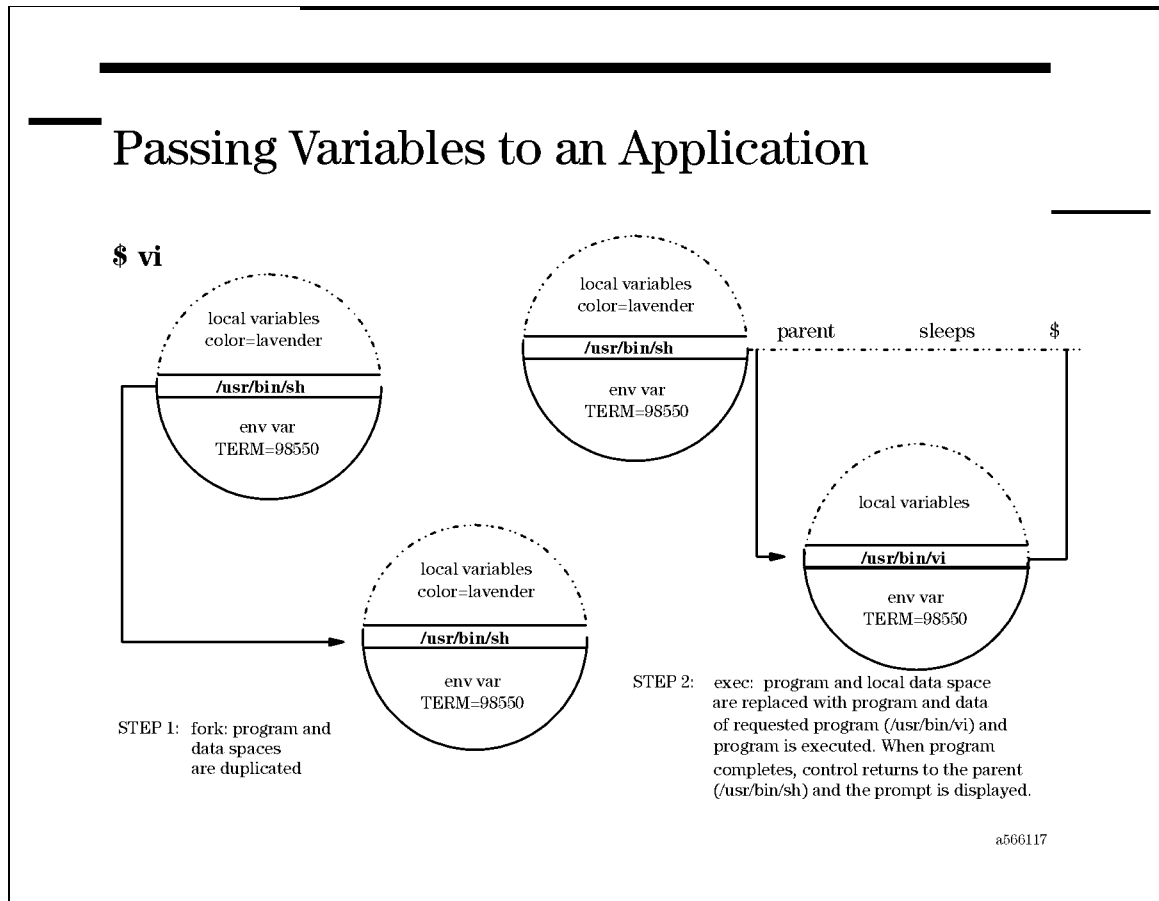 Passing Variables to an Application
$ vi
local variables
color=lavender
/usr/bin/sh
env var
TERM=98550
local variables
color=lavender
/usr/bin/sh
env var
TERM=98550
STEP 1: fork: program and
data spaces
are duplicated
local variables
color=lavender
/usr/bin/sh
env var
TERM=98550
parent sleeps $
local variables
/usr/bin/vi
env var
TERM=98550
STEP 2: exec: program and local data space
are replaced with program and data
of requested program (/usr/bin/vi) and
program is executed. When program
completes, control returns to the parent
(/usr/bin/sh) and the prompt is displayed.
a566117